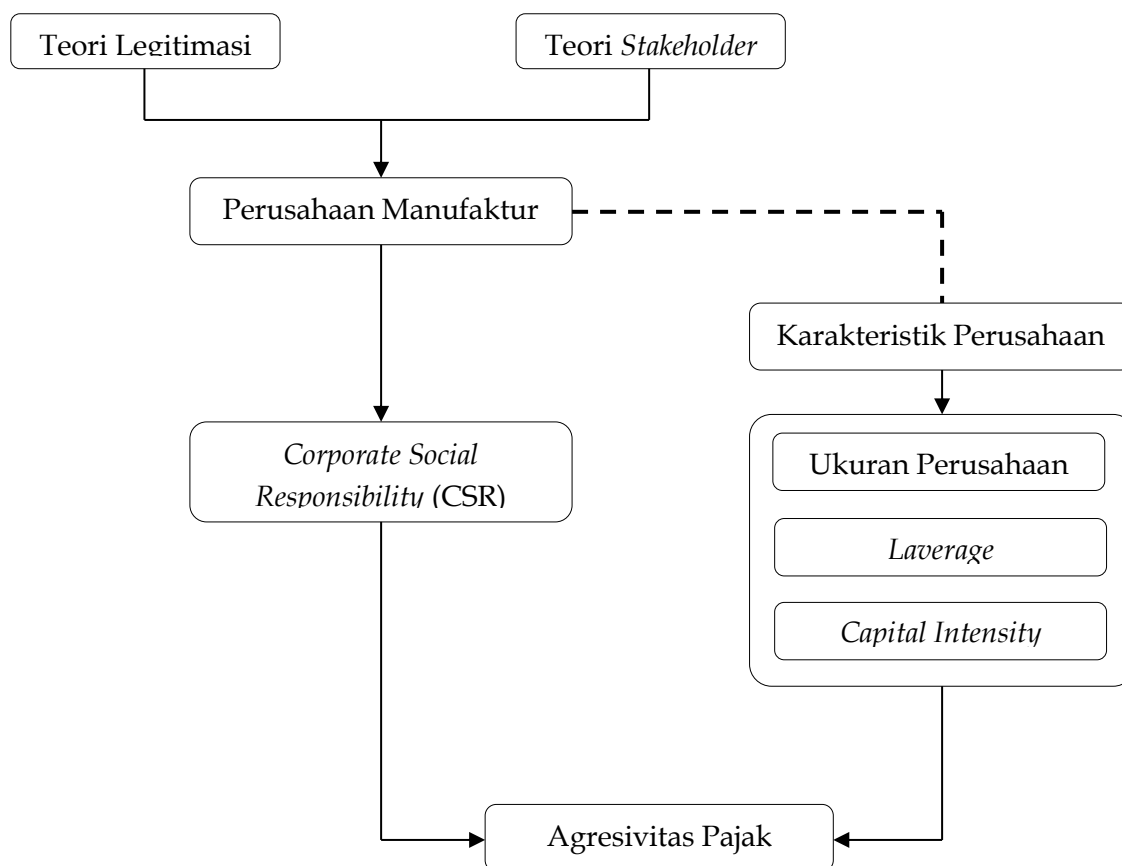 Teori Legitimasi
Teori Stakeholder
Perusahaan Manufaktur
Karakteristik Perusahaan
Corporate Social
Responsibility (CSR)
Ukuran Perusahaan
Laverage
Capital Intensity
Agresivitas Pajak